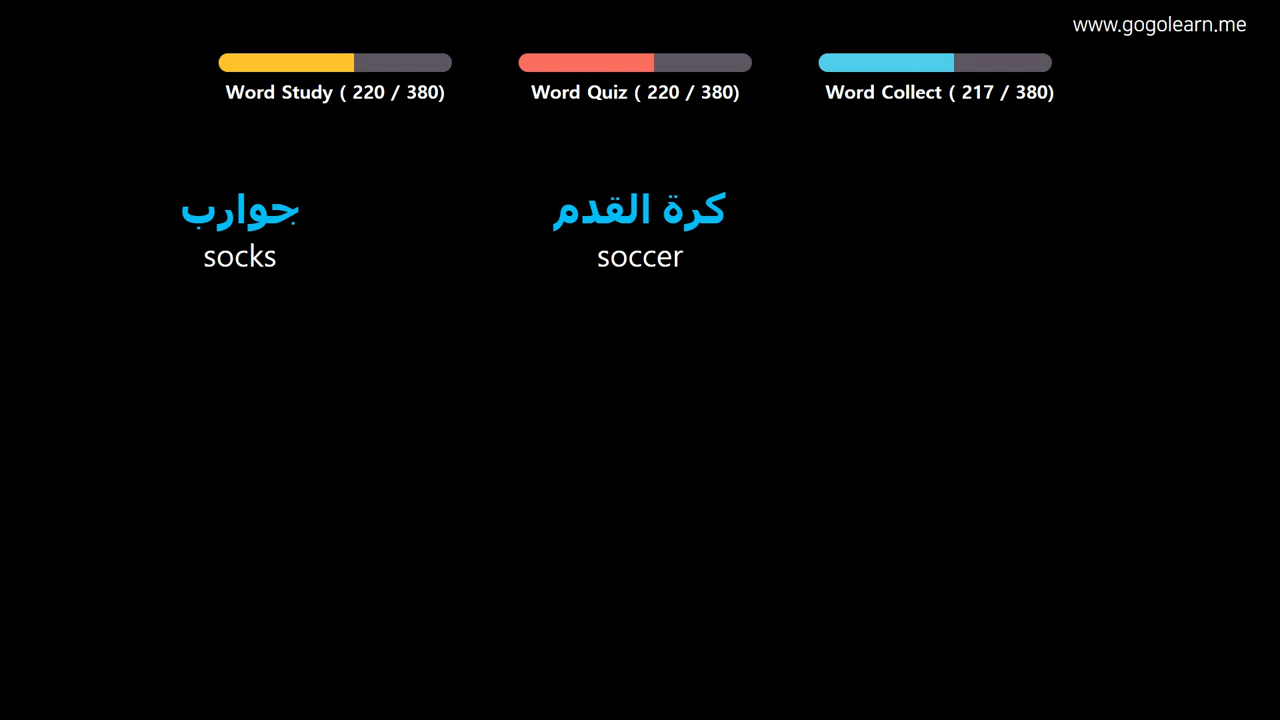 www.gogolearn.me
Word Study ( 220 / 380)
Word Quiz ( 220 / 380)
Word Collect ( 217 / 380)
جوارب
socks
كرة القدم
soccer